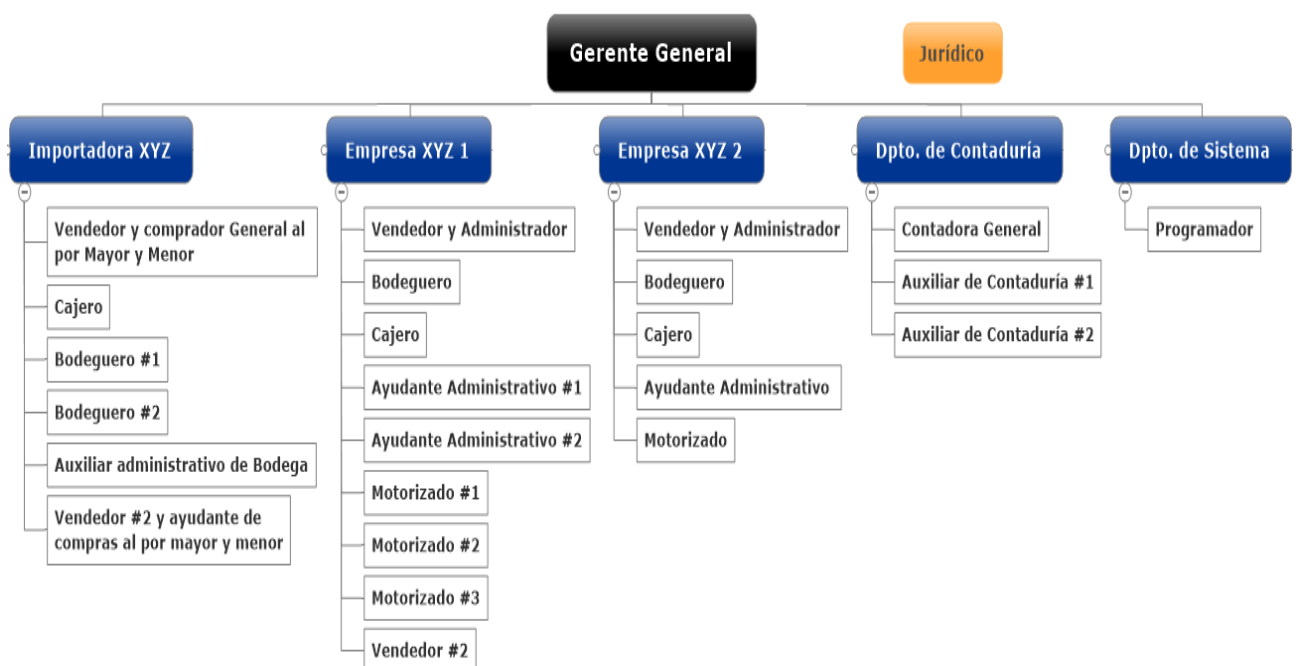 Gerente General
Jurídico
Importadora XYZ
Empresa XYZ 1
Empresa XYZ 2
Dpto. de Contaduría
Dpto. de Sistema
Vendedor y comprador General al
por Mayor y Menor
Cajero
Bodeguero #1
Bodeguero #2
Auxiliar administrativo de Bodega
Vendedor #2 y ayudante de
compras al por mayor y menor
Vendedor y Administrador
Bodeguero
Cajero
Ayudante Administrativo #1
Ayudante Administrativo #2
Motorizado #1
Motorizado #2
Motorizado #3
Vendedor #2
Vendedor y Administrador
Bodeguero
Cajero
Ayudante Administrativo
Motorizado
Contadora General
Auxiliar de Contaduría #1
Auxiliar de Contaduría #2
Programador